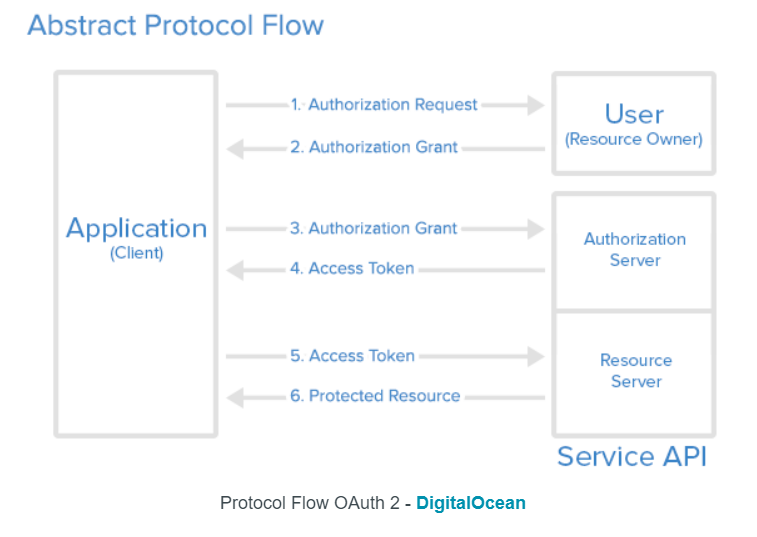 Abstract Protocol Flow
1. Authorization Request
User
(Resource Owner)
2. Authorization Grant
Application
(Client)
3. Authorization Grant
Authorization
Server
4. Access Token
5. Access Token
Resource
Server
6. Protected Resource
Service API
Protocol Flow OAuth 2 - DigitalOcean